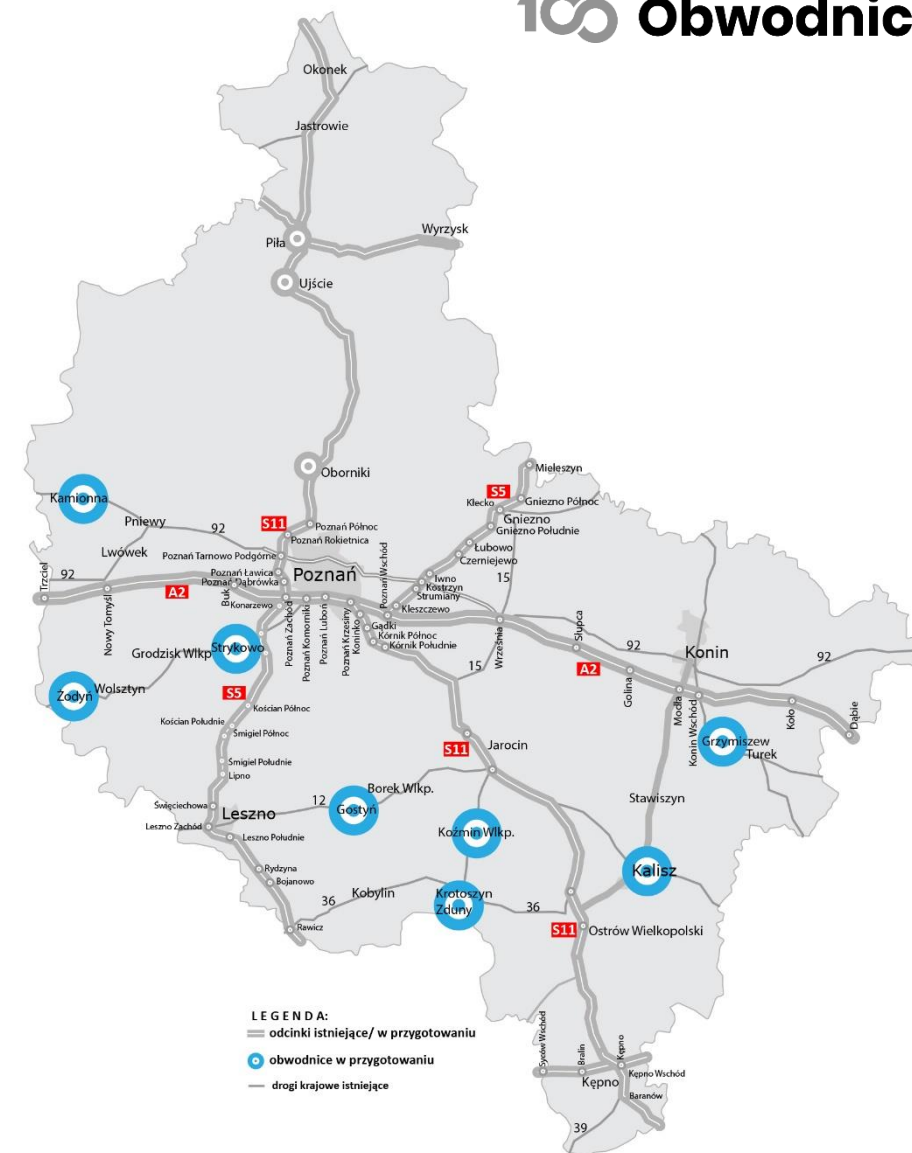 100 Obwodnic
Okonek
Jastrowie
Wyrzysk
Piła
Ujście
Oborniki
Mieleszyn
S5
Kłecko
Gniezno Północ
Gniezno
Gniezno Południe
Kamionna
Pniewy
92
S11
Poznań Północ
Poznań Rokietnica
Łubowo
Czerniejewo
Lwówek
Poznań Tarnowo Podgórne
Poznań Wschód
Trzciel
92
Poznań Ławica
Poznań Dąbrówka
Poznań
Iwno
Kostrzyn
Strumiany
15
A2
Buk
Konarzewo
Kleszczewo
Nowy Tomyśl
Poznań Zachód
Poznań Komorniki
Poznań Luboń
Poznań Krzesiny
Koninko
Gądki
Kórnik Północ
Kórnik Południe
Września
Słupca
92
Konin
92
Grodzisk Wlkp.
Strykowo
15
A2
Golina
Modła
Konin Wschód
Koło
Dąbie
Żodyń
Wolsztyn
S5
Kościan Północ
Kościan Południe
Śmigiel Północ
S11
Jarocin
Grzymiszew
Turek
Śmigiel Południe
Lipno
Borek Wlkp.
Stawiszyn
Święciechowa
Leszno
12
Gostyń
Leszno Zachód
Leszno Południe
Koźmin Wlkp.
Rydzyna
Bojanowo
Kalisz
36
Kobylin
Krotoszyn
Zduny
36
Rawicz
S11
Ostrów Wielkopolski
LEGENDA:
odcinki istniejące/ w przygotowaniu
obwodnice w przygotowaniu
drogi krajowe istniejące
Syców Wschód
Bralin
Kępno
Kępno Wschód
Kępno
Baranów
39